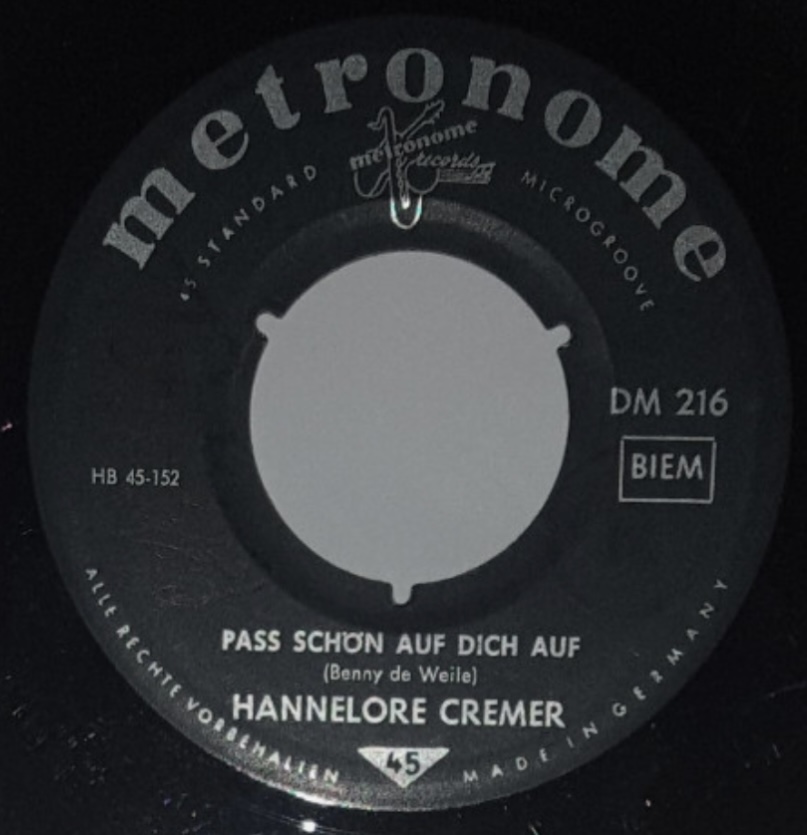 metronome
metronome
records
45 STANDARD
MICROGROOVE
DM 216
BIEM
HB 45-152
PASS SCHÖN AUF DICH AUF
(Benny de Weile)
HANNELORE CREMER
ALLE RECHTE VORBEHALTEN
45
MADE IN GERMANY